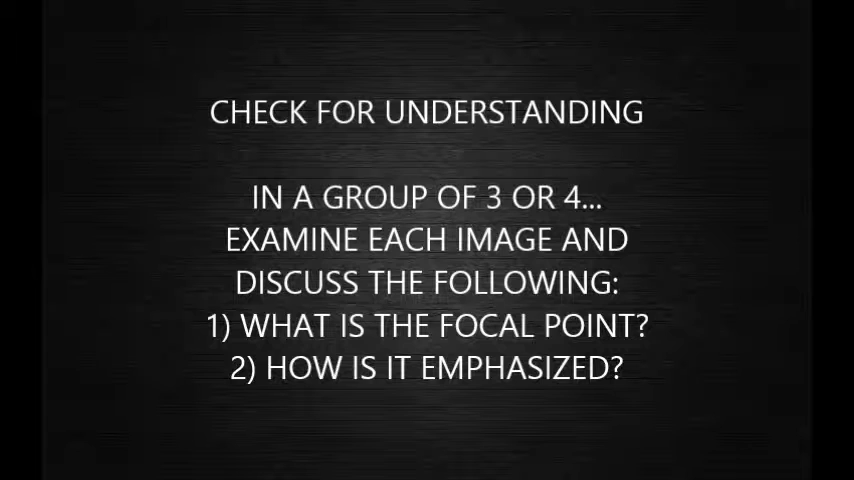 CHECK FOR UNDERSTANDING
IN A GROUP OF 3 OR 4...
EXAMINE EACH IMAGE AND
DISCUSS THE FOLLOWING:
1) WHAT IS THE FOCAL POINT?
2) HOW IS IT EMPHASIZED?